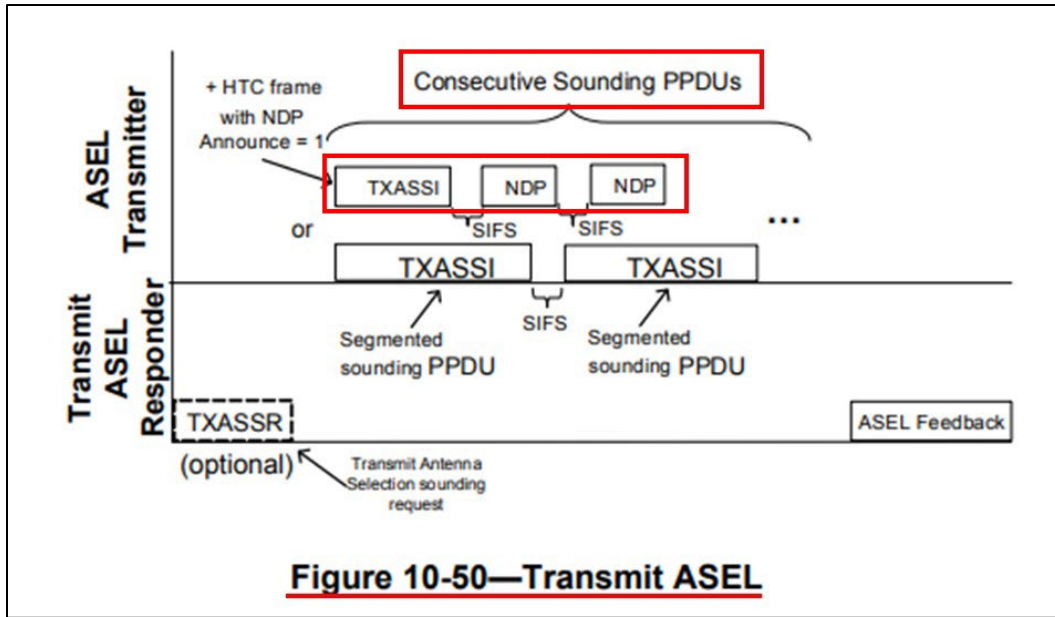 Consecutive Sounding PPDUs
+ HTC frame
with NDP
Announce = 1
ASEL
Transmitter
TXASSI
NDP
NDP
SIFS
SIFS
...
or
TXASSI
TXASSI
SIFS
Segmented
sounding PPDU
Segmented
sounding PPDU
Transmit
ASEL
Responder
TXASSR
(optional)
Transmit Antenna
Selection sounding
request
ASEL Feedback
Figure 10-50—Transmit ASEL